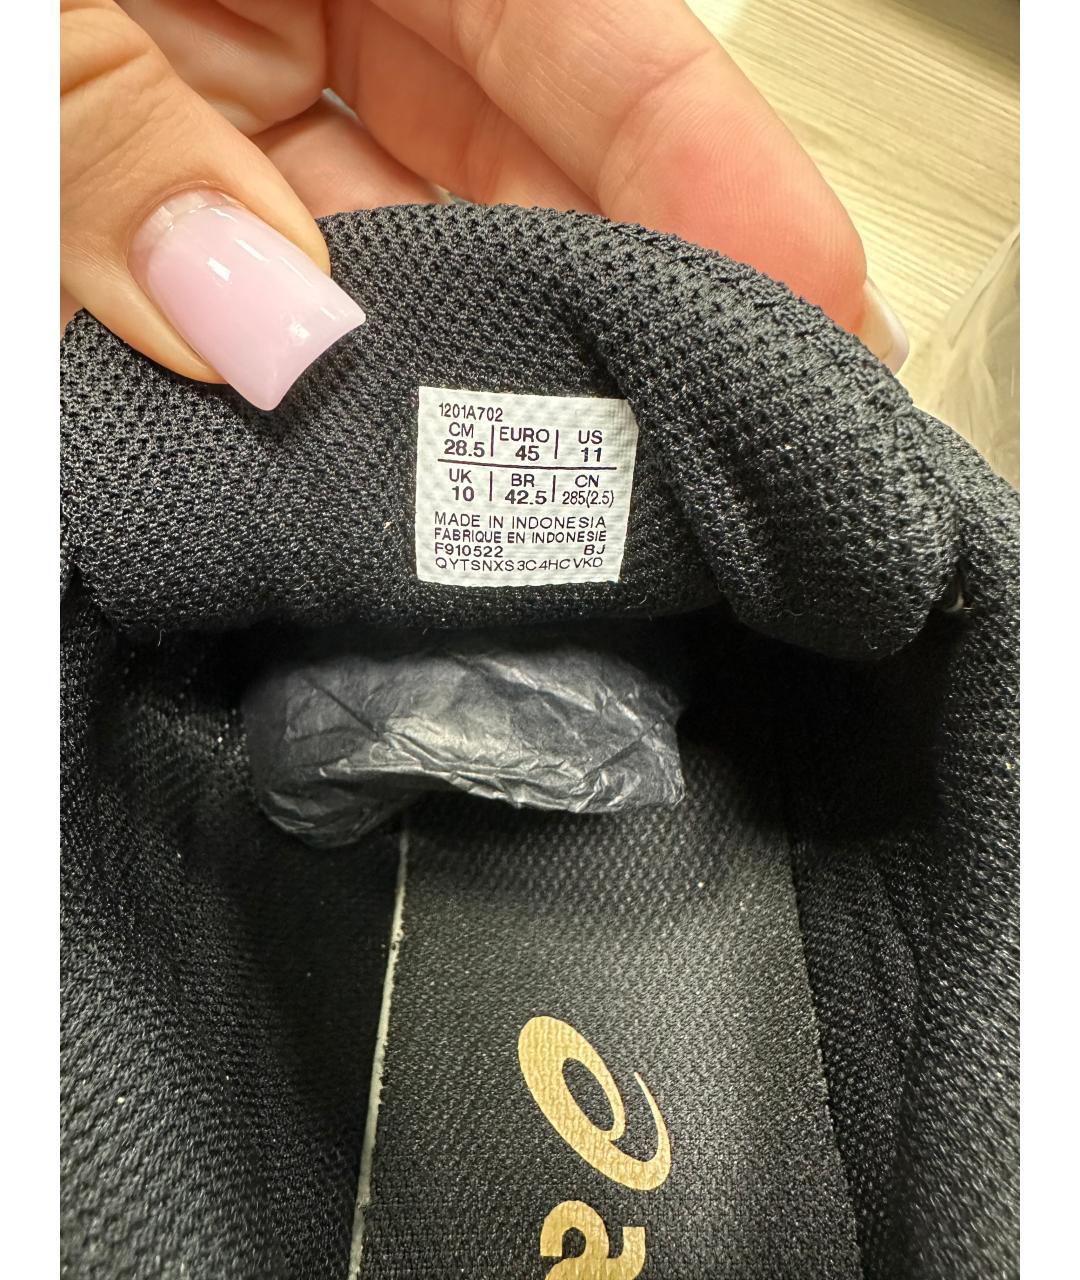 1201A702
CM 28.5 | EURO 45 | US 11
UK 10 | BR 42.5 | CN 285(2.5)
MADE IN INDONESIA
FABRIQUE EN INDONESIE
F910522 BJ
QYTSNXS3C4HCVKD
a